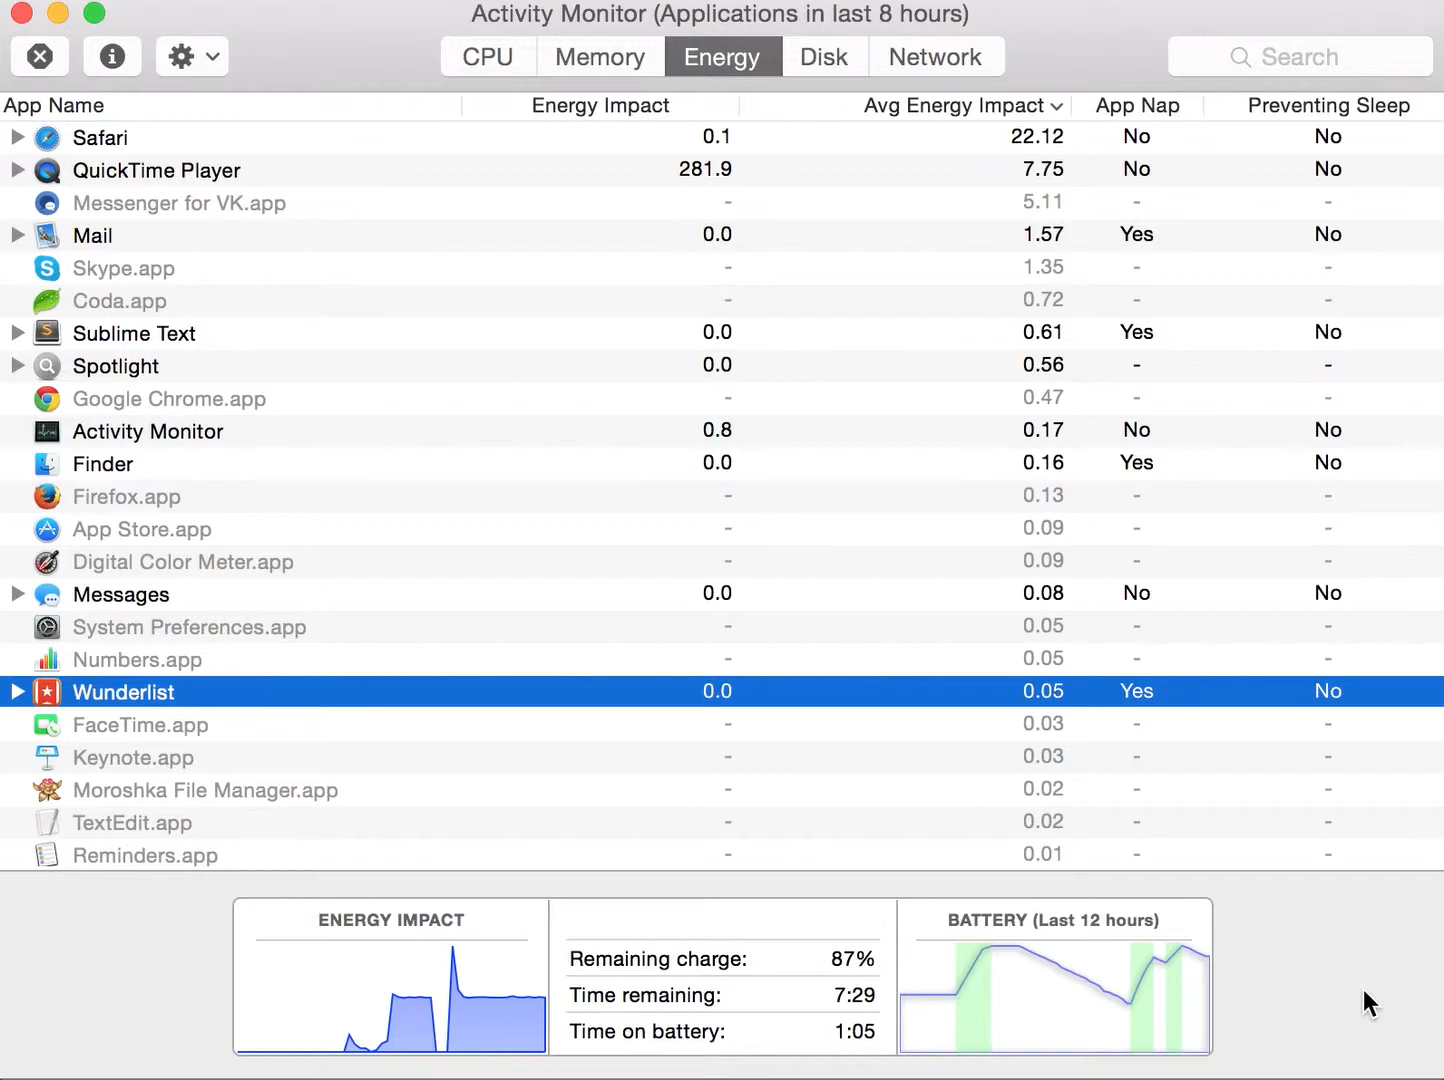 Activity Monitor (Applications in last 8 hours)
CPU Memory Energy Disk Network Search
App Name Energy Impact Avg Energy Impact App Nap Preventing Sleep
Safari 0.1 22.12 No No
QuickTime Player 281.9 7.75 No No
Messenger for VK.app - 5.11 - -
Mail 0.0 1.57 Yes No
Skype.app - 1.35 - -
Coda.app - 0.72 - -
Sublime Text 0.0 0.61 Yes No
Spotlight 0.0 0.56 - -
Google Chrome.app - 0.47 - -
Activity Monitor 0.8 0.17 No No
Finder 0.0 0.16 Yes No
Firefox.app - 0.13 - -
App Store.app - 0.09 - -
Digital Color Meter.app - 0.09 - -
Messages 0.0 0.08 No No
System Preferences.app - 0.05 - -
Numbers.app - 0.05 - -
Wunderlist 0.0 0.05 Yes No
FaceTime.app - 0.03 - -
Keynote.app - 0.03 - -
Moroshka File Manager.app - 0.02 - -
TextEdit.app - 0.02 - -
Reminders.app - 0.01 - -
ENERGY IMPACT
Remaining charge: 87%
Time remaining: 7:29
Time on battery: 1:05
BATTERY (Last 12 hours)